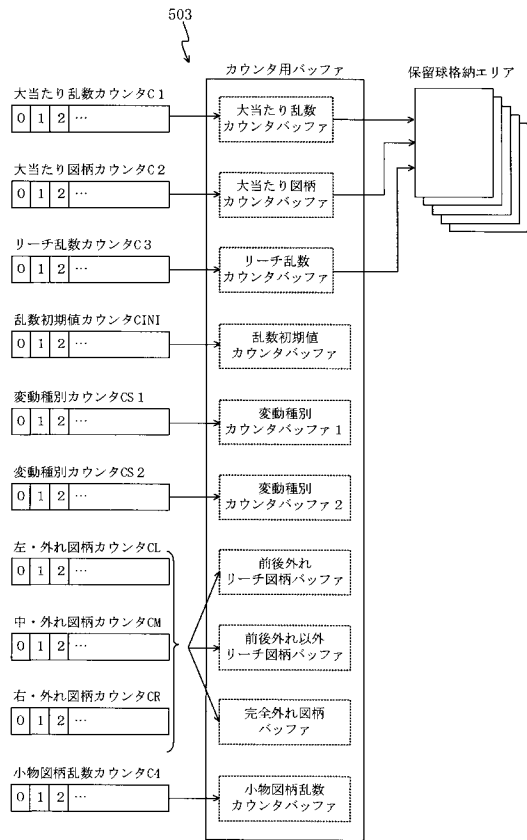 503
カウンタ用バッファ
保留球格納エリア
大当たり乱数カウンタC1
0 1 2 …
大当たり乱数
カウンタバッファ
大当たり図柄カウンタC2
0 1 2 …
大当たり図柄
カウンタバッファ
リーチ乱数カウンタC3
0 1 2 …
リーチ乱数
カウンタバッファ
乱数初期値カウンタCINI
0 1 2 …
乱数初期値
カウンタバッファ
変動種別カウンタCS1
0 1 2 …
変動種別
カウンタバッファ1
変動種別カウンタCS2
0 1 2 …
変動種別
カウンタバッファ2
左・外れ図柄カウンタCL
0 1 2 …
前後外れ
リーチ図柄バッファ
中・外れ図柄カウンタCM
0 1 2 …
前後外れ以外
リーチ図柄バッファ
右・外れ図柄カウンタCR
0 1 2 …
完全外れ図柄
バッファ
小物図柄乱数カウンタC4
0 1 2 …
小物図柄乱数
カウンタバッファ